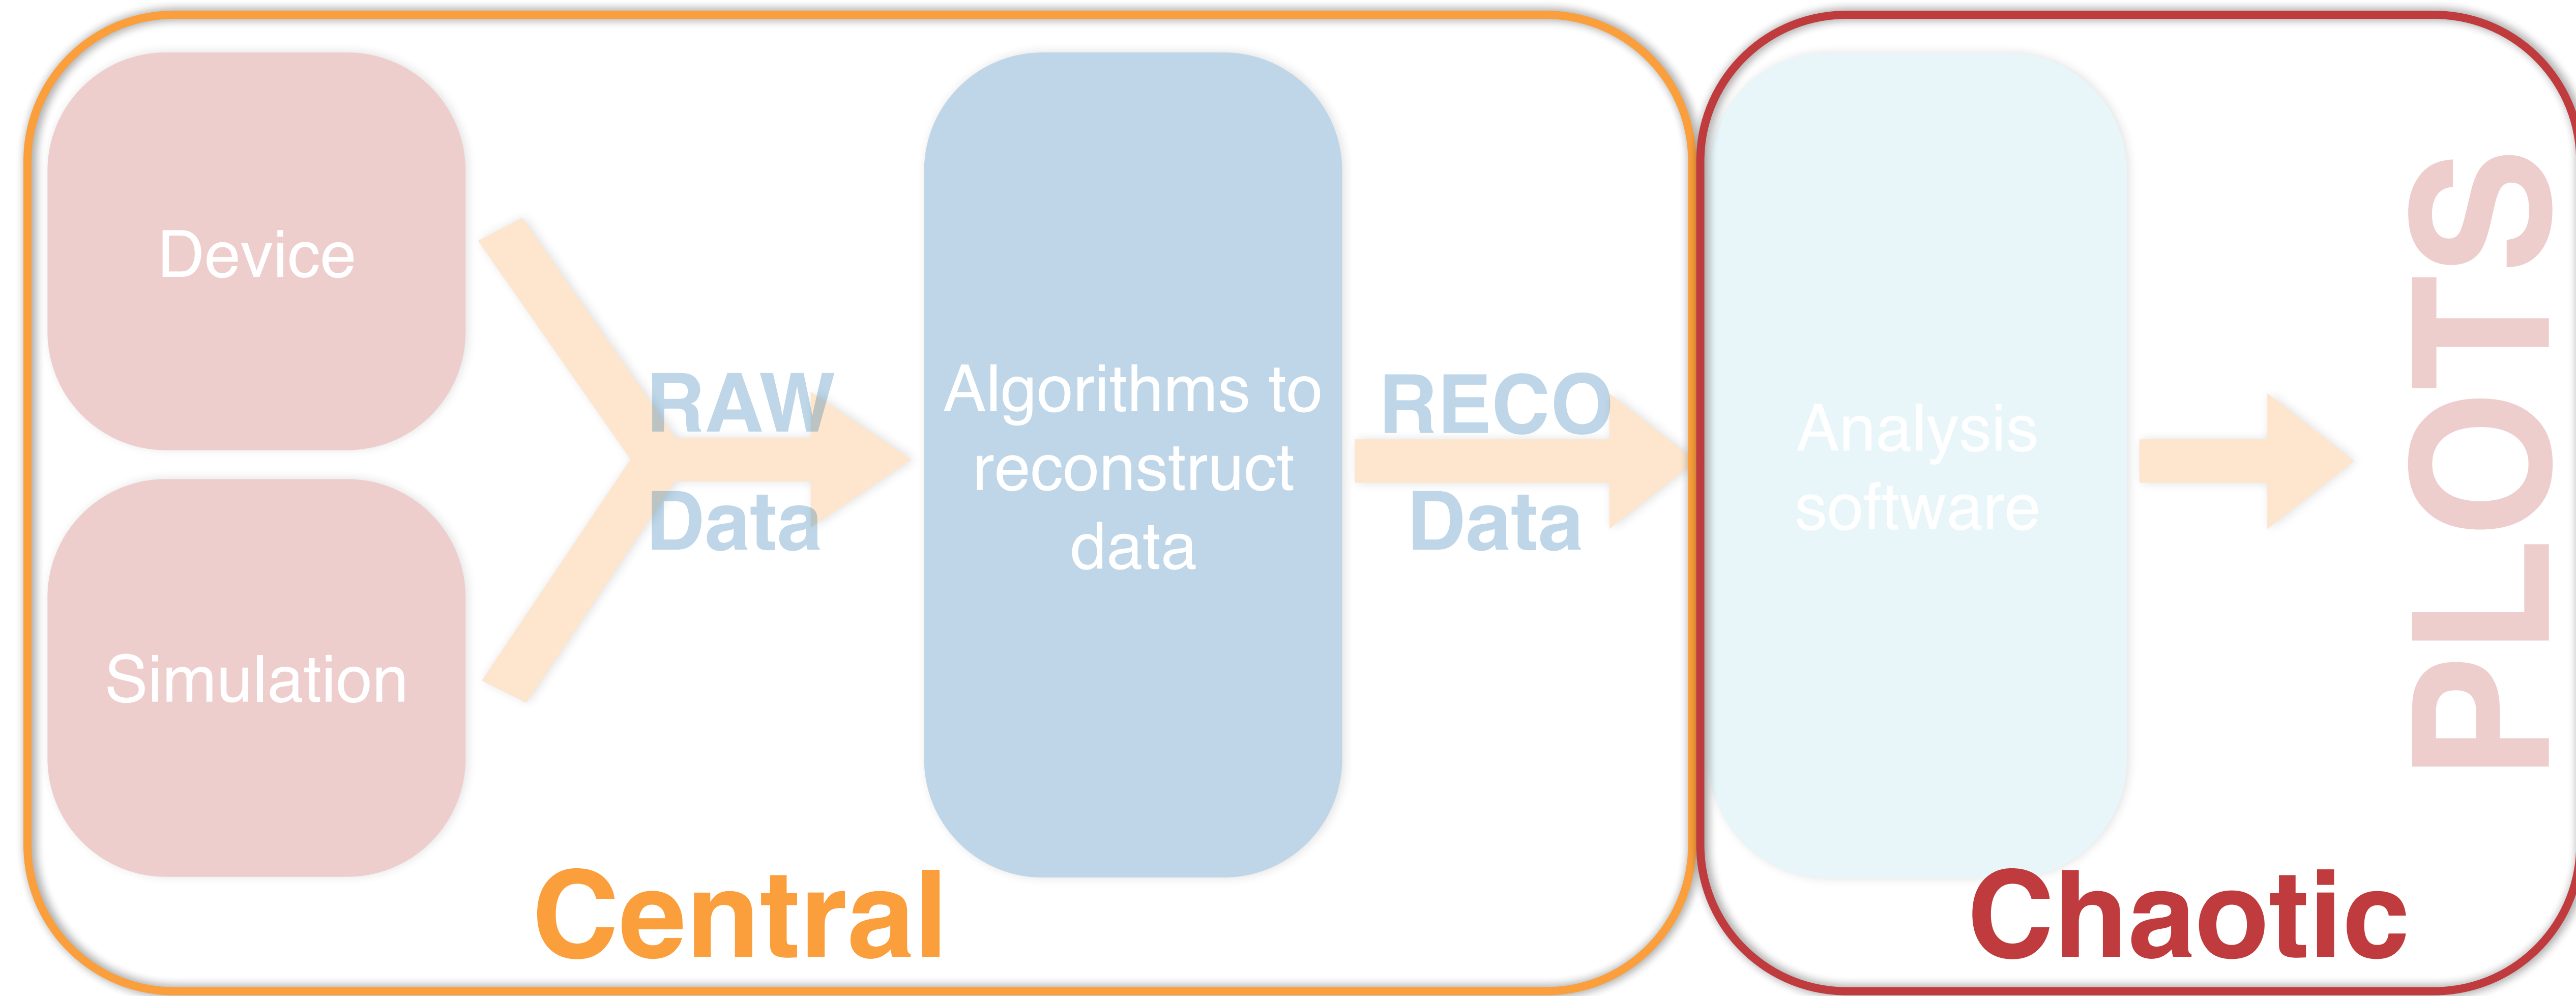 Device
Simulation
RAW
Data
Algorithms to
reconstruct
data
RECO
Data
Analysis
software
PLOTS
Central
Chaotic